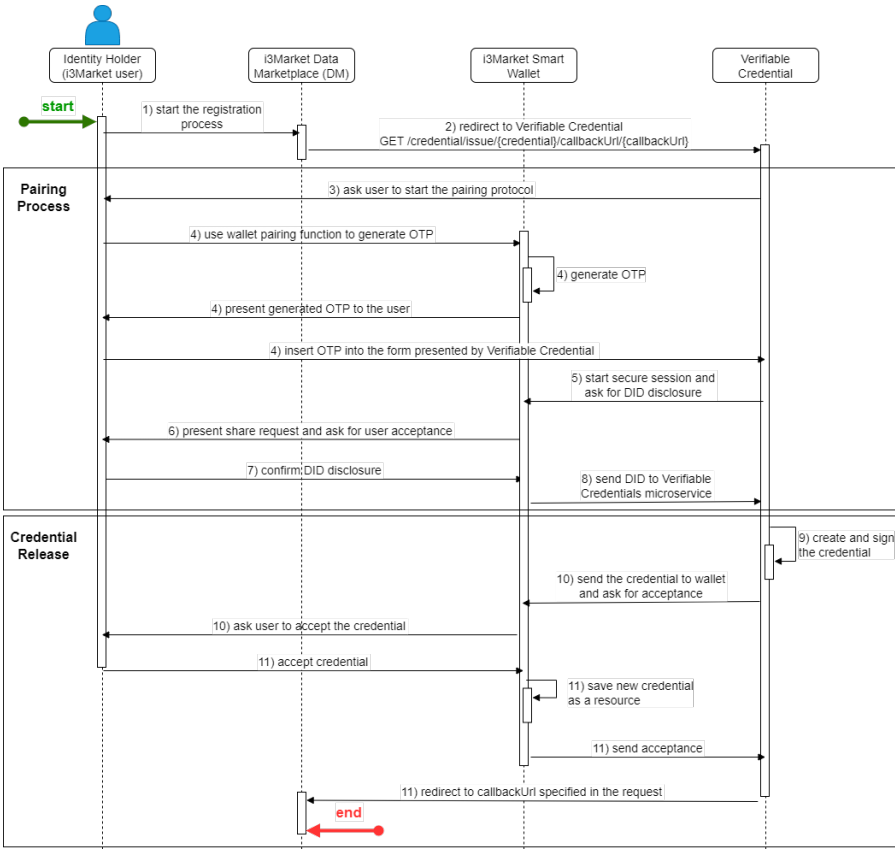 Identity Holder
(i3Market user)
i3Market Data
Marketplace (DM)
i3Market Smart
Wallet
Verifiable
Credential
start
1) start the registration
process
2) redirect to Verifiable Credential
GET /credential/issue/{credential}/callbackUrl/{callbackUrl}
Pairing
Process
3) ask user to start the pairing protocol
4) use wallet pairing function to generate OTP
4) generate OTP
4) present generated OTP to the user
4) insert OTP into the form presented by Verifiable Credential
5) start secure session and
ask for DID disclosure
6) present share request and ask for user acceptance
7) confirm DID disclosure
8) send DID to Verifiable
Credentials microservice
Credential
Release
9) create and sign
the credential
10) send the credential to wallet
and ask for acceptance
10) ask user to accept the credential
11) accept credential
11) save new credential
as a resource
11) send acceptance
11) redirect to callbackUrl specified in the request
end